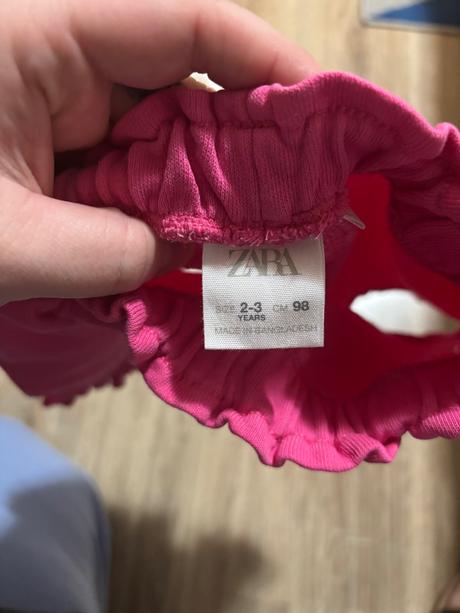 ZARA
SIZE 2-3 YEARS CM 98
MADE IN BANGLADESH